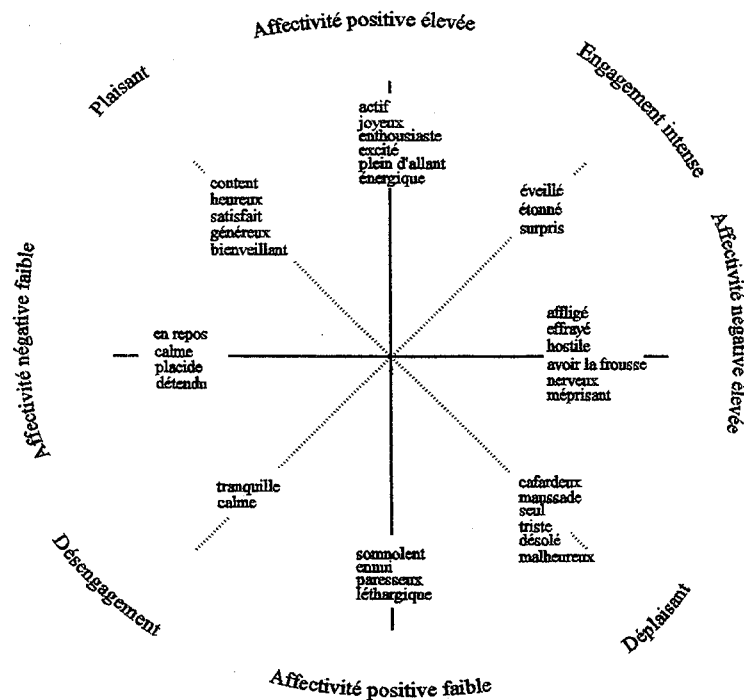 Affectivité positive élevée
Plaisant
Engagement intense
actif
joyeux
enthousiaste
excité
plein d'allant
énergique
content
heureux
satisfait
généreux
bienveillant
éveillé
étonné
surpris
Affectivité négative faible
Affectivité négative élevée
en repos
calme
placide
détendu
affligé
effrayé
hostile
avoir la frousse
nerveux
méprisant
tranquille
calme
cafardeux
maussade
seul
triste
désolé
malheureux
somnolent
ennui
paresseux
léthargique
Désengagement
Déplaisant
Affectivité positive faible